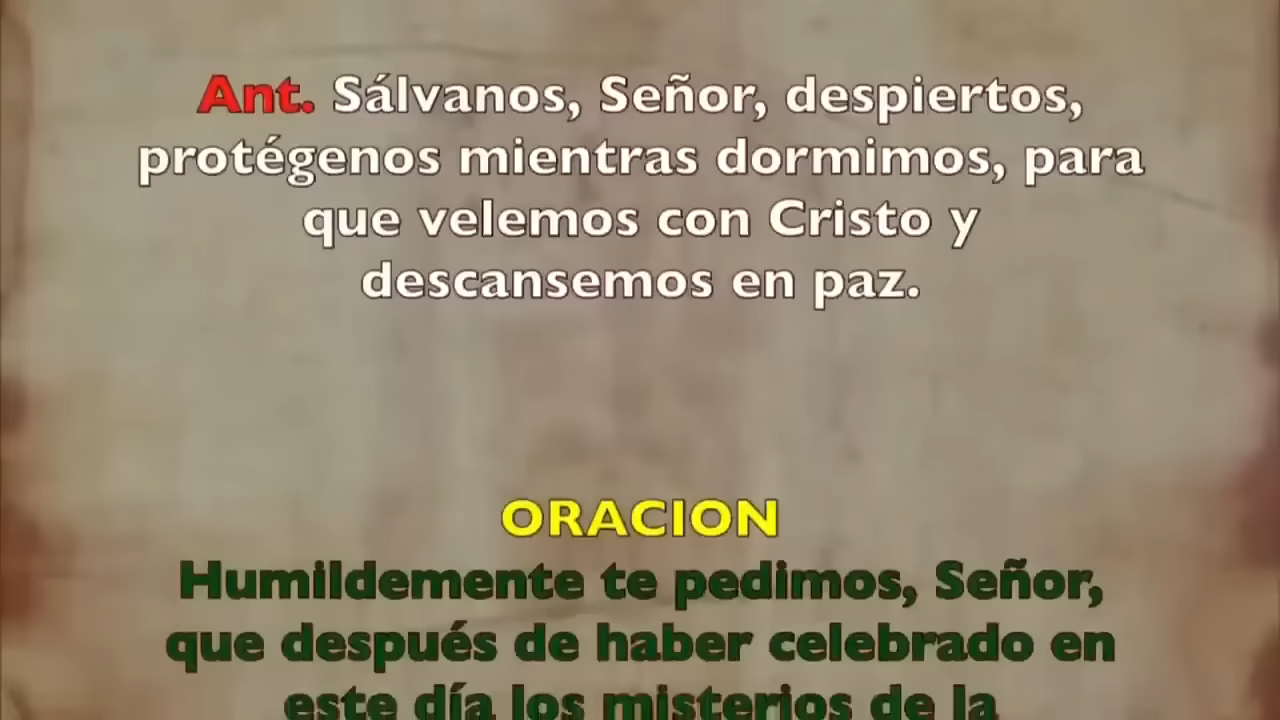 Ant. Sálvanos, Señor, despiertos,
protégenos mientras dormimos, para
que velemos con Cristo y
descansemos en paz.
ORACION
Humildemente te pedimos, Señor,
que después de haber celebrado en
este día los misterios de la